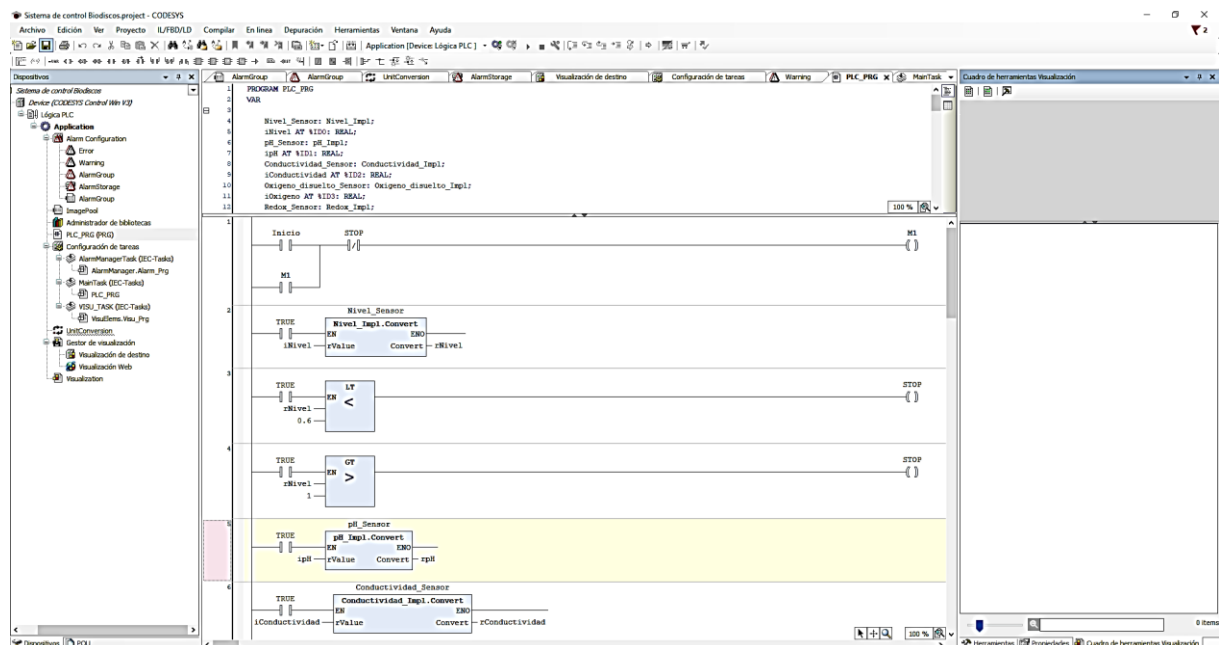 Sistema de control Biodiscos.project - CODESYS
Archivo Edición Ver Proyecto IL/FBD/LD Compilar En línea Depuración Herramientas Ventana Ayuda
2
Application [Device: Lógica PLC]
Dispositivos
Sistema de control Biodiscos
Device (CODESYS Control Win V3)
Lógica PLC
Application
Alarm Configuration
Error
Warning
AlarmGroup
AlarmStorage
AlarmGroup
ImagePool
Administrador de bibliotecas
PLC_PRG (PRG)
Configuración de tareas
AlarmManagerTask (IEC-Tasks)
AlarmManager.Alarm_Prg
MainTask (IEC-Tasks)
PLC_PRG
VISU_TASK (IEC-Tasks)
VisuElems.Visu_Prg
UnitConversion
Gestor de visualización
Visualización de destino
Visualización Web
Visualization
Dispositivos POU
AlarmGroup AlarmGroup UnitConversion AlarmStorage Visualización de destino Configuración de tareas Warning PLC_PRG MainTask
1 PROGRAM PLC_PRG
2 VAR
3
4 Nivel_Sensor: Nivel_Impl;
5 iNivel AT %ID0: REAL;
6 pH_Sensor: pH_Impl;
7 ipH AT %ID1: REAL;
8 Conductividad_Sensor: Conductividad_Impl;
9 iConductividad AT %ID2: REAL;
10 Oxigeno_disuelto_Sensor: Oxigeno_disuelto_Impl;
11 iOxigeno AT %ID3: REAL;
12 Redox_Sensor: Redox_Impl;
100 %
1
Inicio STOP M1
M1
2
Nivel_Sensor
TRUE Nivel_Impl.Convert
EN ENO
iNivel rValue Convert rNivel
3
TRUE LT STOP
EN <
rNivel
0.6
4
TRUE GT STOP
EN >
rNivel
1
5
pH_Sensor
TRUE pH_Impl.Convert
EN ENO
ipH rValue Convert rpH
6
Conductividad_Sensor
TRUE Conductividad_Impl.Convert
EN ENO
iConductividad rValue Convert rConductividad
100 %
Cuadro de herramientas Visualización
0 items
Herramientas Propiedades Cuadro de herramientas Visualización